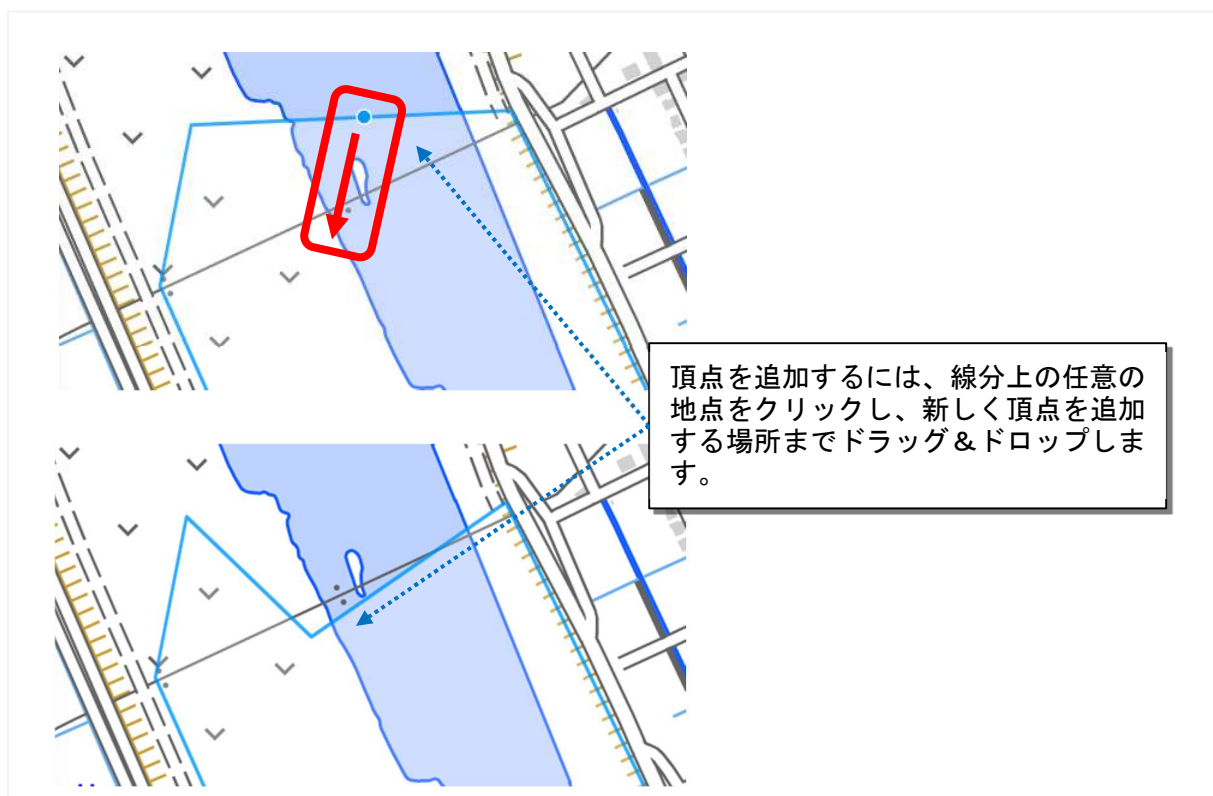 頂点を追加するには、線分上の任意の
地点をクリックし、新しく頂点を追加
する場所までドラッグ＆ドロップしま
す。